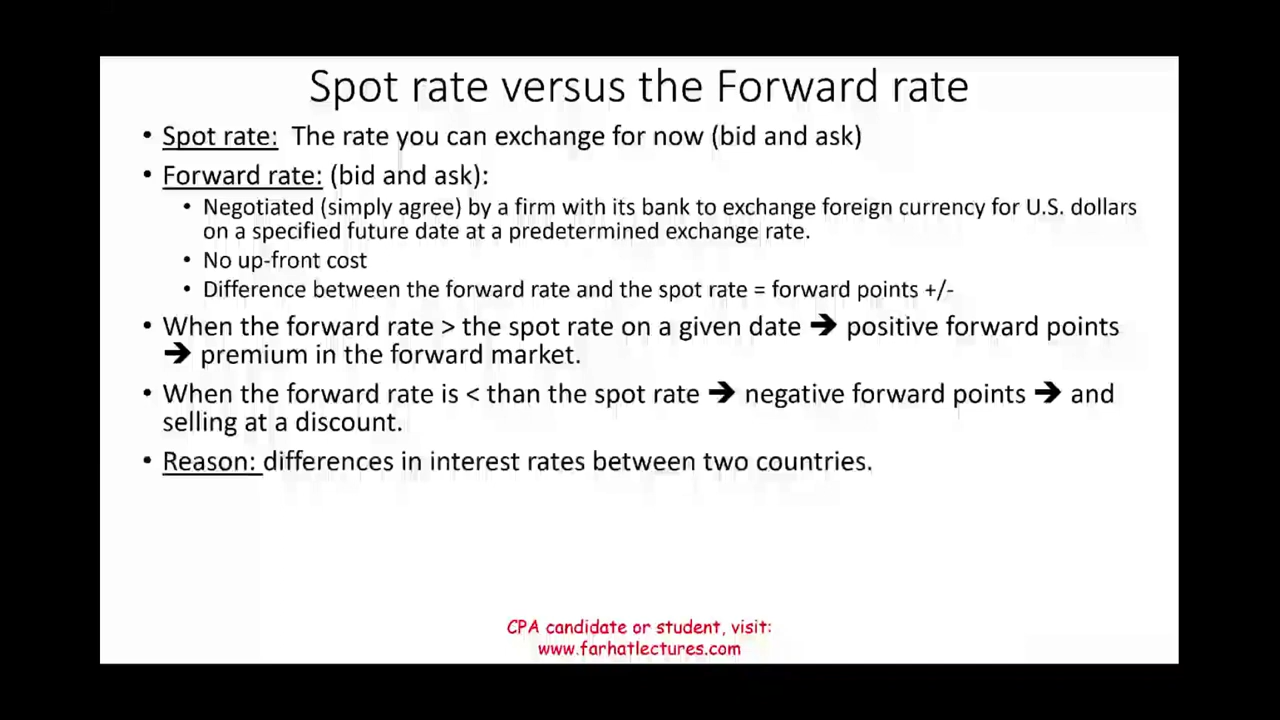 Spot rate versus the Forward rate
• Spot rate: The rate you can exchange for now (bid and ask)
• Forward rate: (bid and ask):
• Negotiated (simply agree) by a firm with its bank to exchange foreign currency for U.S. dollars
on a specified future date at a predetermined exchange rate.
• No up-front cost
• Difference between the forward rate and the spot rate = forward points +/-
• When the forward rate > the spot rate on a given date ➔ positive forward points
➔ premium in the forward market.
• When the forward rate is < than the spot rate ➔ negative forward points ➔ and
selling at a discount.
• Reason: differences in interest rates between two countries.
CPA candidate or student, visit:
www.farhatlectures.com